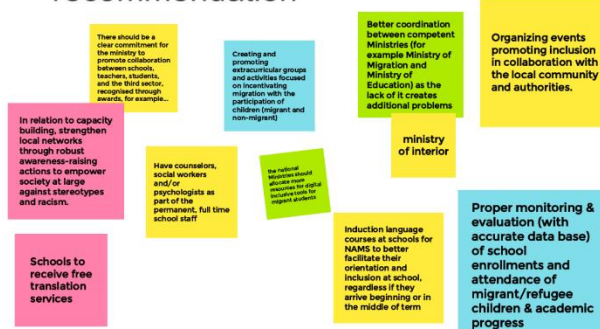 recommendation
There should be a
clear commitment for
the ministry to
promote collaboration
between schools,
teachers, students,
and the third sector,
recognised through
awards, for example...
Creating and
promoting
extracurricular groups
and activities focused
on incentivating
migration with the
participation of
children (migrant and
non-migrant)
Better coordination
between competent
Ministries (for
example Ministry of
Migration and
Ministry of
Education) as the
lack of it creates
additional problems
Organizing events
promoting inclusion
in collaboration with
the local community
and authorities.
In relation to capacity
building, strengthen
local networks
through robust
awareness-raising
actions to empower
society at large
against stereotypes
and racism.
Have counselors,
social workers
and/or
psychologists as
part of the
permanent, full time
school staff
the national
Ministries should
allocate more
resources for digital
inclusive tools for
migrant students
ministry
of interior
Schools to
receive free
translation
services
Induction language
courses at schools for
NAMS to better
facilitate their
orientation and
inclusion at school,
regardless if they
arrive beginning or in
the middle of term
Proper monitoring &
evaluation (with
accurate data base)
of school
enrollments and
attendance of
migrant/refugee
children & academic
progress